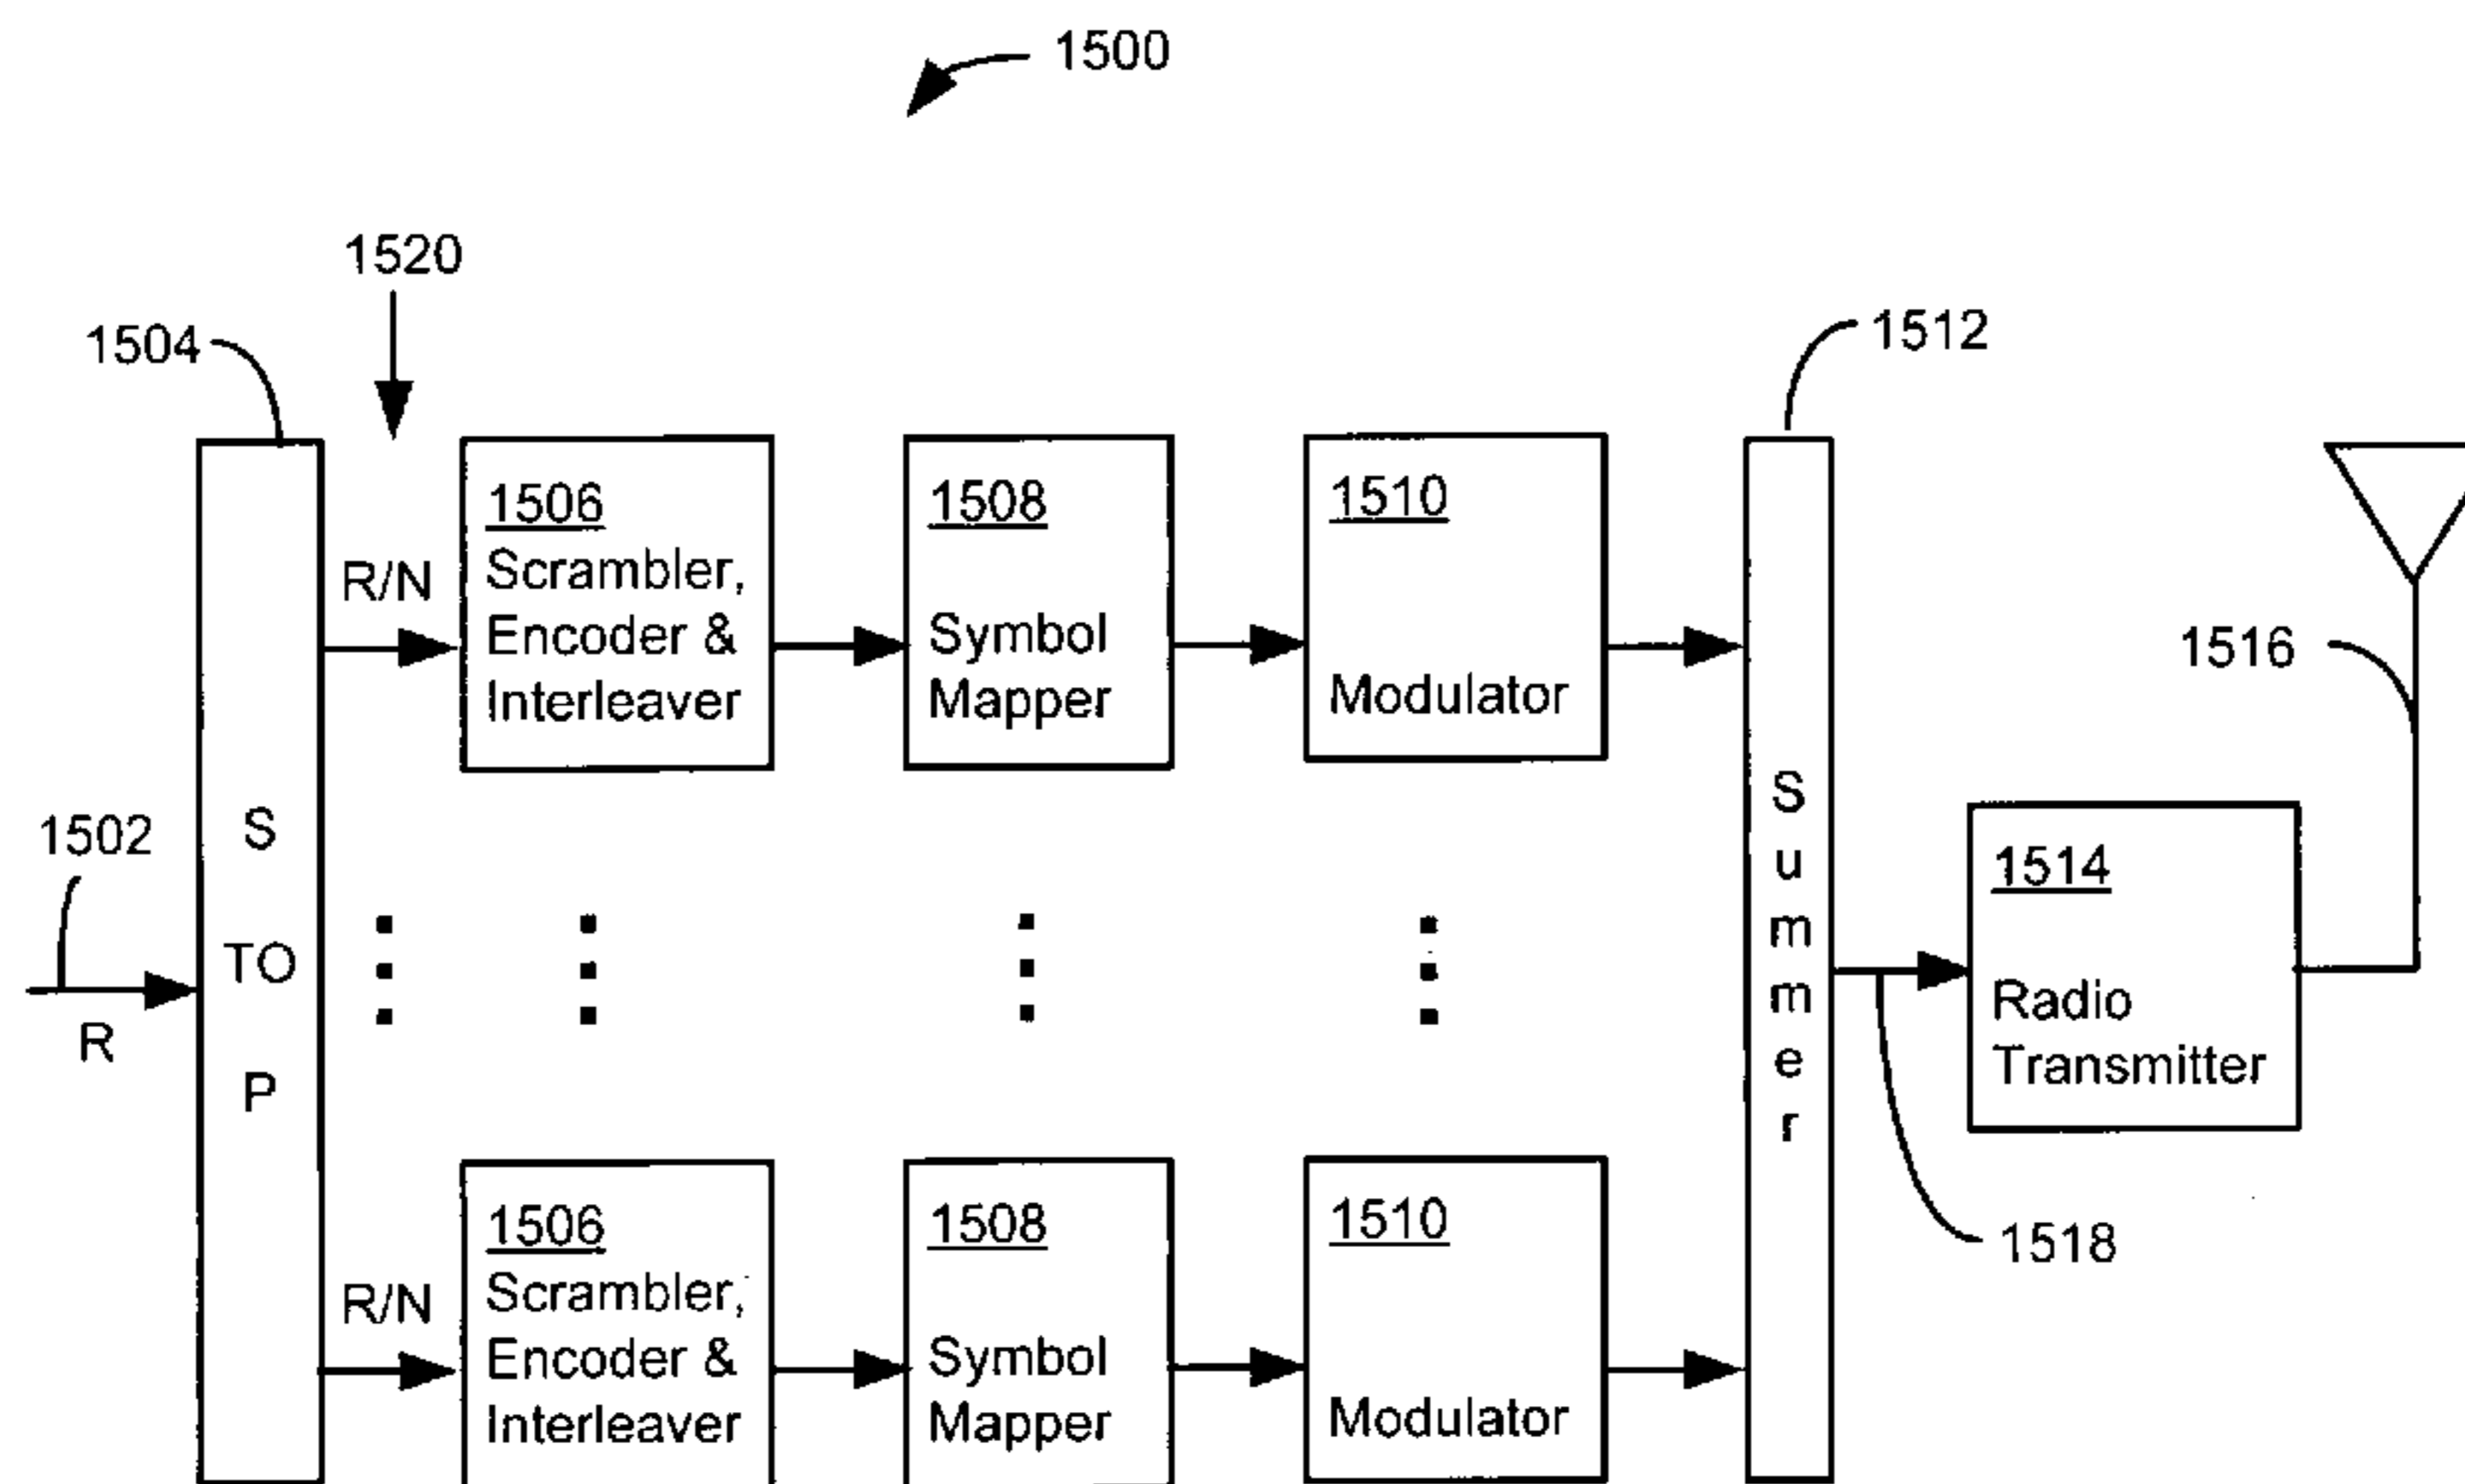 1500
1520
1504
1512
1506
Scrambler,
Encoder &
Interleaver
1508
Symbol
Mapper
1510
Modulator
R/N
1516
1502
R
S
TO
P
Summer
1514
Radio
Transmitter
1518
R/N
1506
Scrambler,
Encoder &
Interleaver
1508
Symbol
Mapper
1510
Modulator